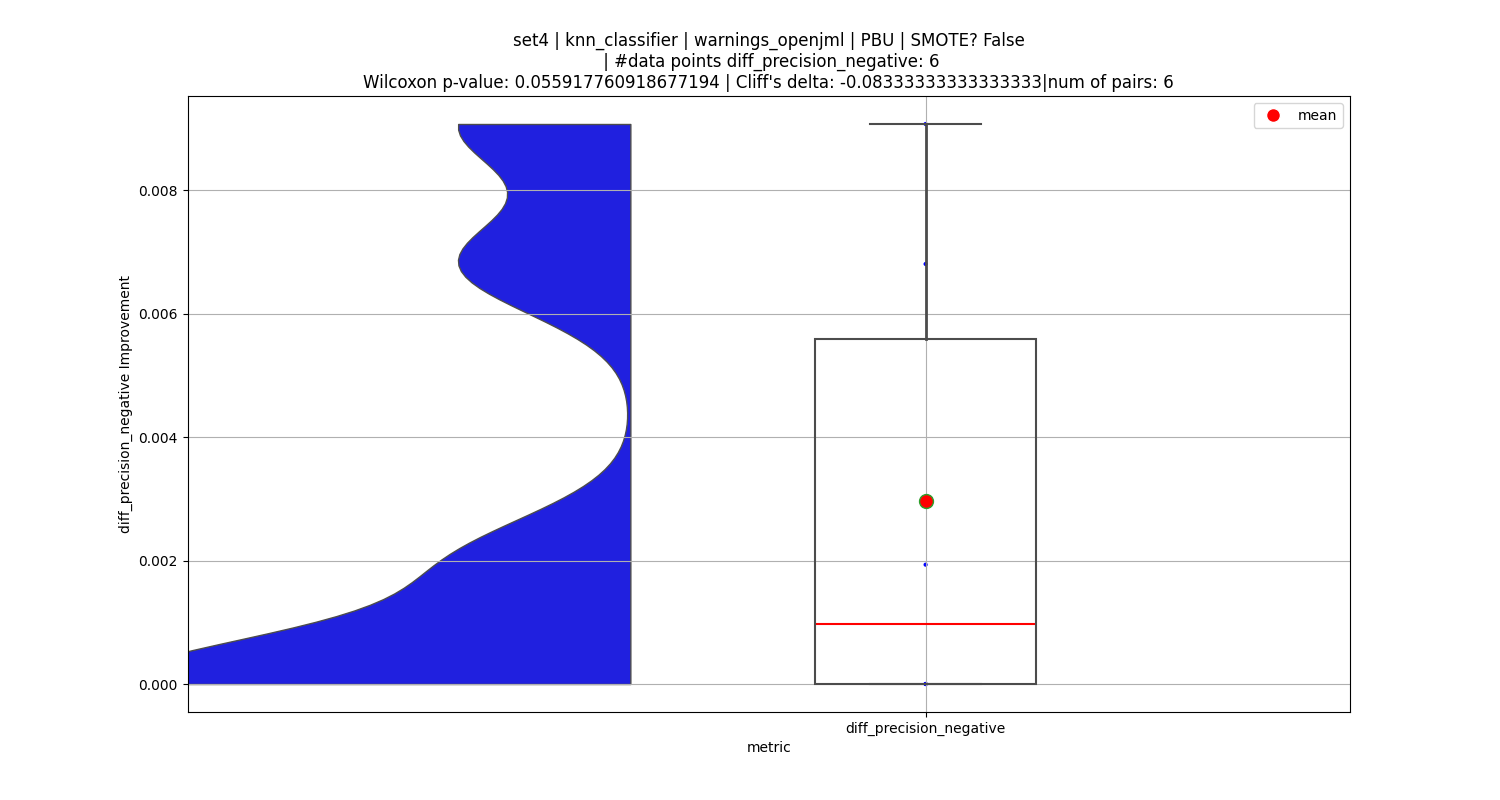 set4 | knn_classifier | warnings_openjml | PBU | SMOTE? False
| #data points diff_precision_negative: 6
Wilcoxon p-value: 0.055917760918677194 | Cliff's delta: -0.08333333333333333|num of pairs: 6
mean
diff_precision_negative Improvement
0.008
0.006
0.004
0.002
0.000
diff_precision_negative
metric